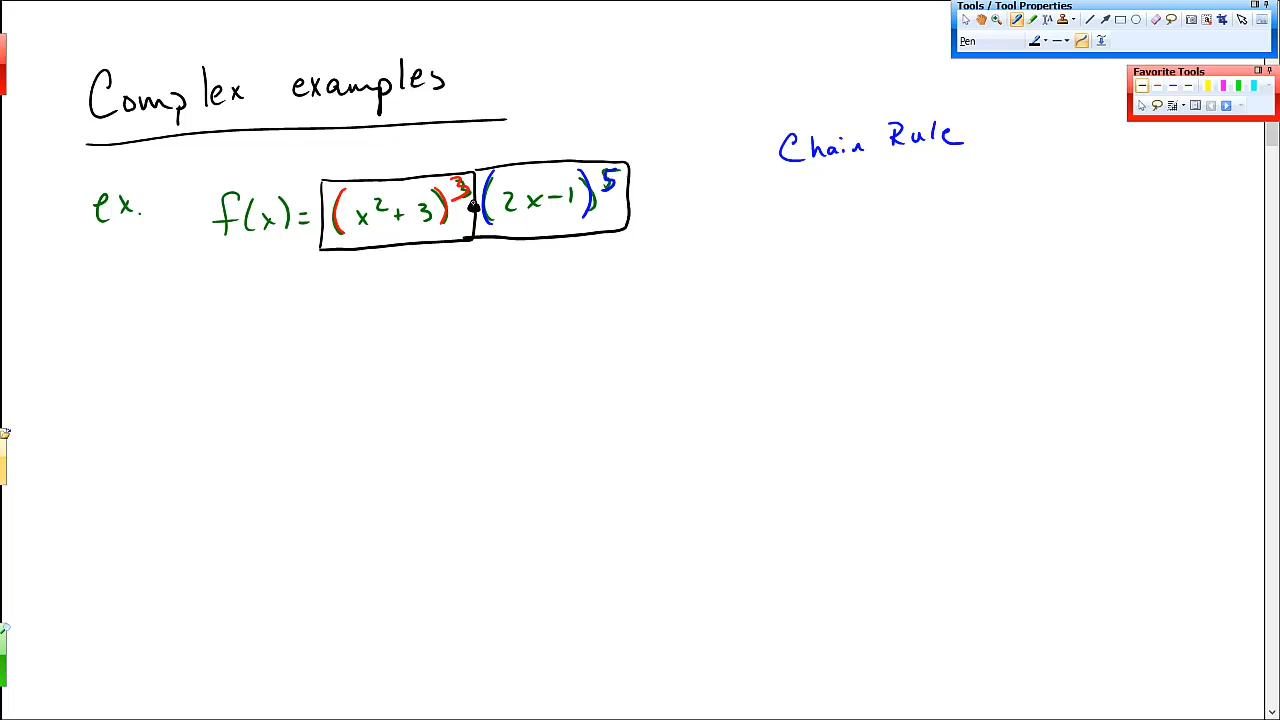 Tools / Tool Properties
Pen
Favorite Tools
Complex examples
Chain Rule
ex. f(x) = (x² + 3)³ · (2x − 1)⁵